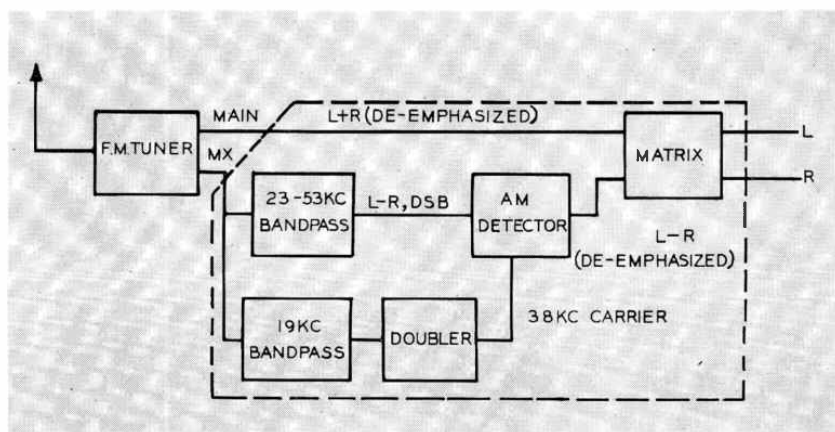 MAIN
L+R (DE-EMPHASIZED)
F.M. TUNER
MX
MATRIX
L
R
23-53KC
BANDPASS
L-R, DSB
AM
DETECTOR
L-R
(DE-EMPHASIZED)
19KC
BANDPASS
DOUBLER
38KC CARRIER